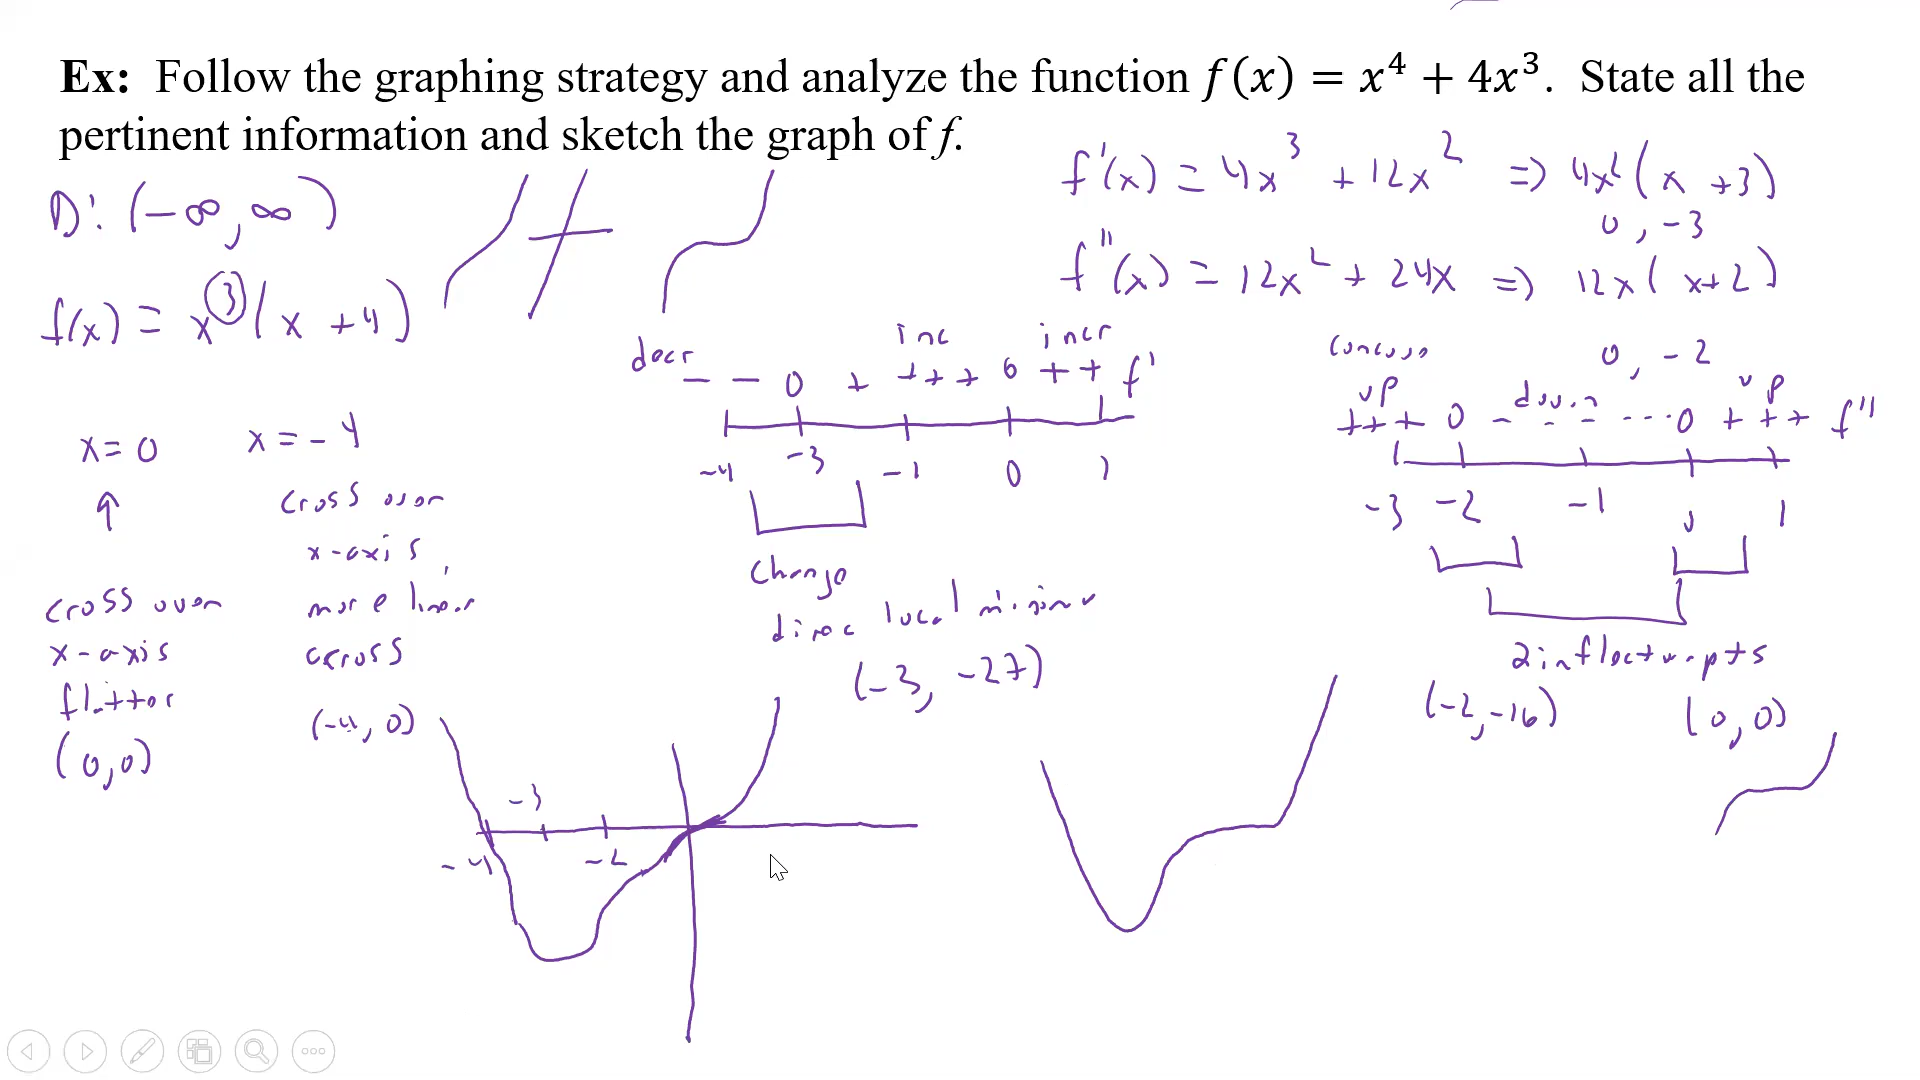 Ex: Follow the graphing strategy and analyze the function f(x) = x⁴ + 4x³. State all the
pertinent information and sketch the graph of f.
D: (-∞, ∞)
f(x) = x³(x + 4)
x = 0
x = -4
cross over
x-axis
flatter
(0,0)
cross over
x-axis,
more linear
cross
(-4, 0)
f'(x) = 4x³ + 12x² => 4x²(x + 3)
0, -3
f''(x) = 12x² + 24x => 12x(x + 2)
0, -2
decr inc incr
- - 0 + + + + 0 + + f'
-4 -3 -1 0 1
change
direc local minimum
(-3, -27)
concave
up down up
+ + + 0 - - - - - - 0 + + + f''
-3 -2 -1 0 1
2 inflection pts
(-2, -16) (0, 0)
-3
-4 -2